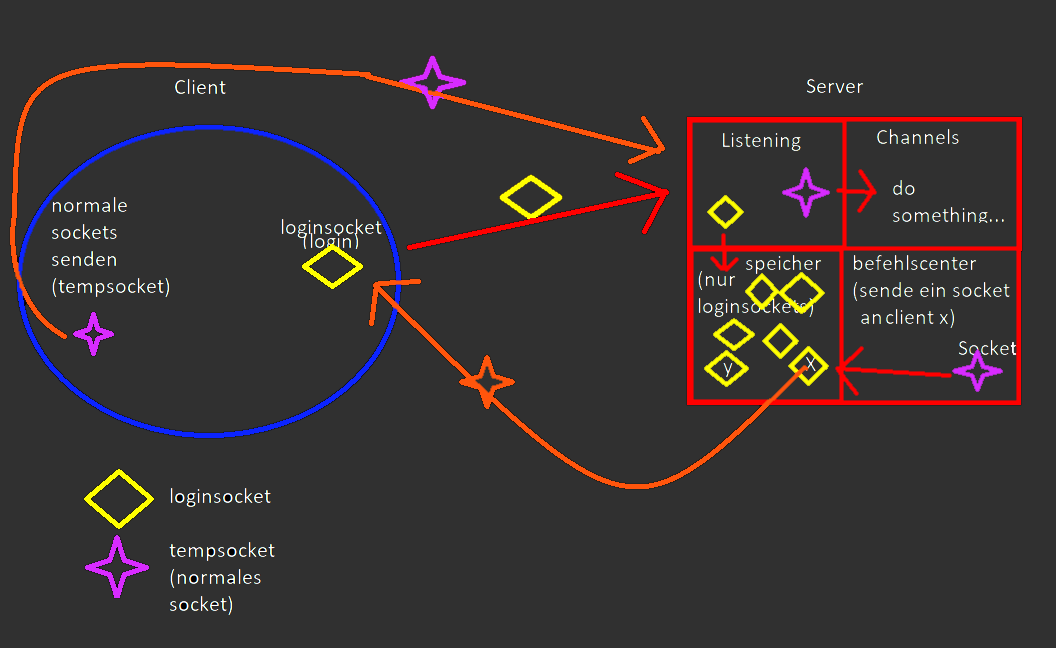 Client
Server
normale
sockets
senden
(tempsocket)
loginsocket
(login)
Listening
Channels
do
something...
speicher
(nur
loginsockets)
y
X
befehlscenter
(sende ein socket
an client x)
Socket
loginsocket
tempsocket
(normales
socket)